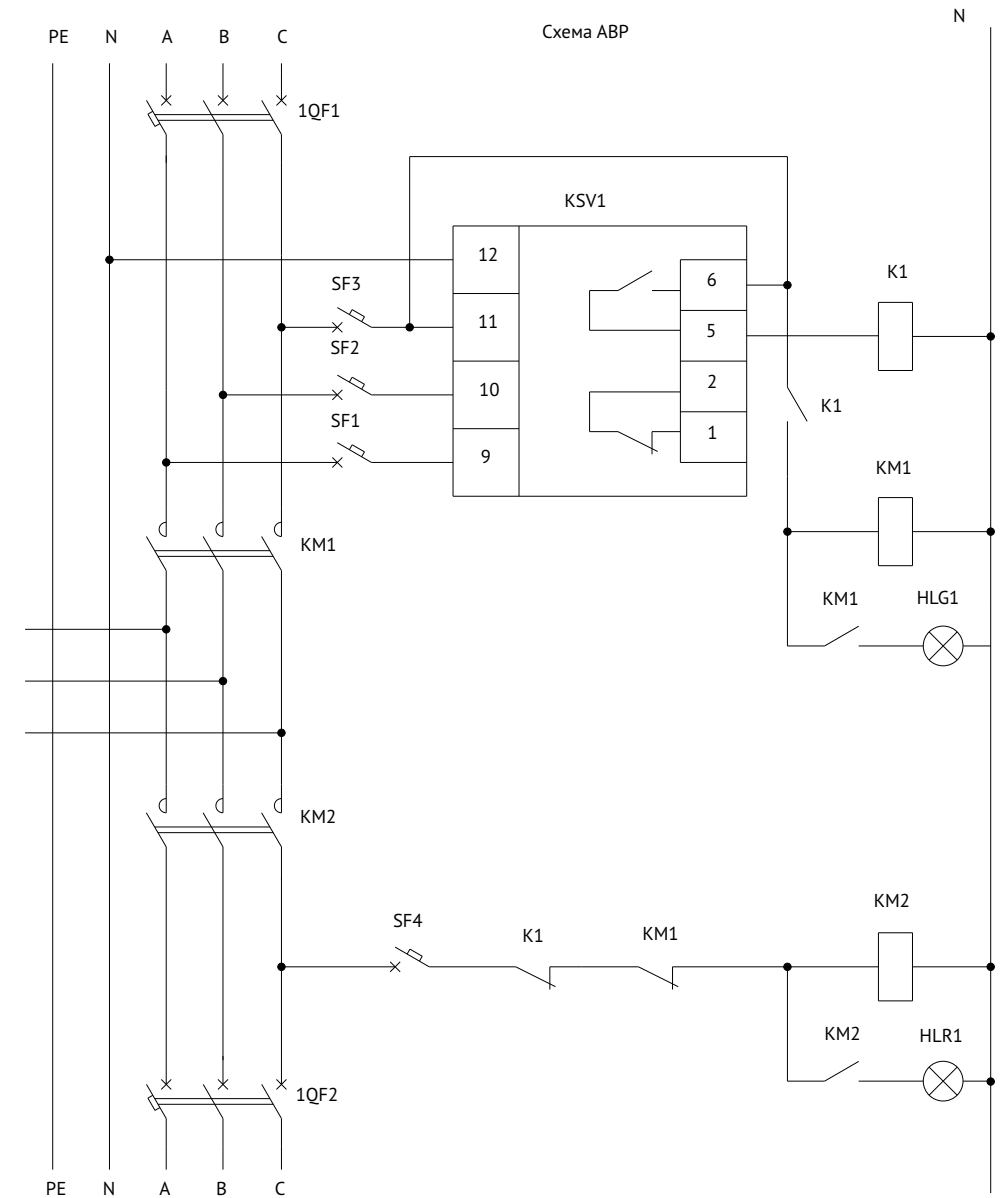 N
Схема АВР
PE N A B C
1QF1
KSV1
12
6
K1
SF3
11
5
SF2
10
2
K1
SF1
9
1
KM1
KM1
KM1 HLG1
KM2
KM2
SF4
K1
KM1
KM2 HLR1
1QF2
PE N A B C